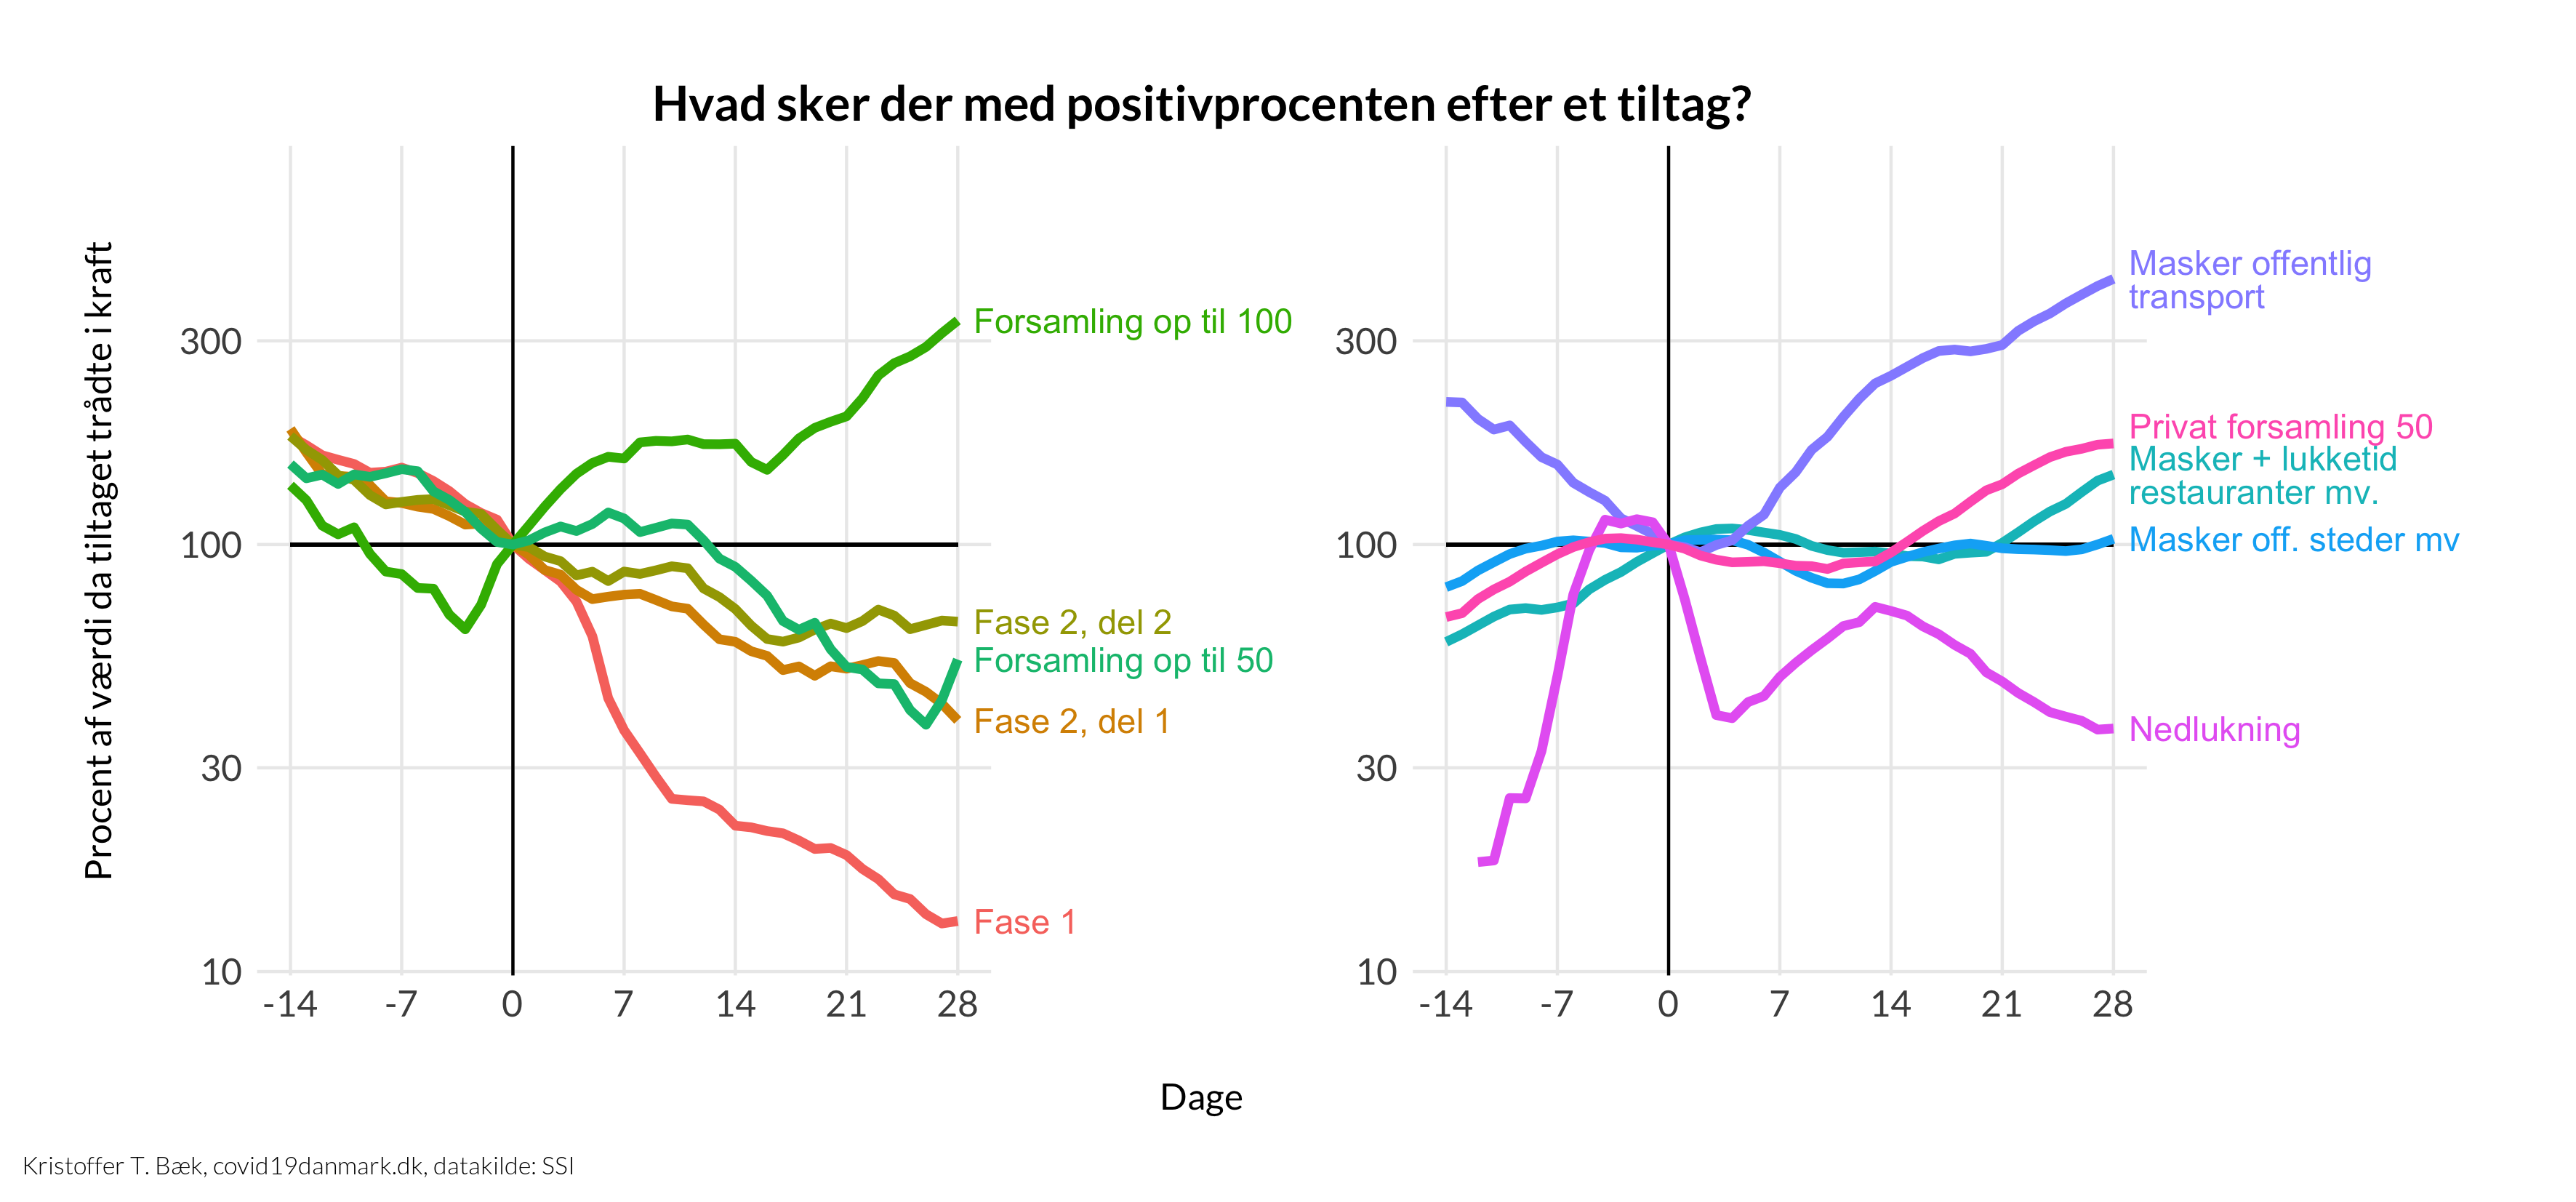 Hvad sker der med positivprocenten efter et tiltag?
Procent af værdi da tiltaget trådte i kraft
300
100
30
10
-14 -7 0 7 14 21 28
Forsamling op til 100
Fase 2, del 2
Forsamling op til 50
Fase 2, del 1
Fase 1
300
100
30
10
-14 -7 0 7 14 21 28
Masker offentlig
transport
Privat forsamling 50
Masker + lukketid
restauranter mv.
Masker off. steder mv
Nedlukning
Dage
Kristoffer T. Bæk, covid19danmark.dk, datakilde: SSI